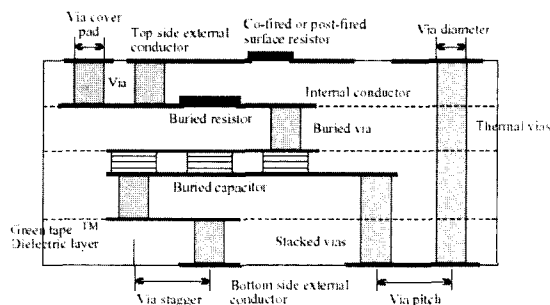 Via cover
pad
Top side external
conductor
Co-fired or post-fired
surface resistor
Via diameter
Via
Internal conductor
Buried resistor
Buried via
Thermal vias
Buried capacitor
Green tape™
Dielectric layer
Stacked vias
Via stagger
Bottom side external
conductor
Via pitch